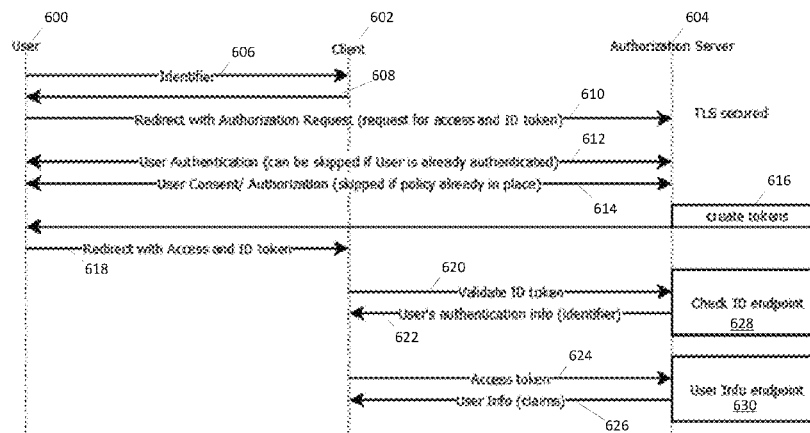 600
602
604
User
Client
Authorization Server
606
Identifier
608
610
Redirect with Authorization Request (request for access and ID token)
TLS secured
612
User Authentication (can be skipped if User is already authenticated)
User Consent/ Authorization (skipped if policy already in place)
614
616
create tokens
Redirect with Access and ID token
618
620
Validate ID token
User's authentication info (identifier)
622
Check ID endpoint
628
624
Access token
User Info (claims)
626
User Info endpoint
630